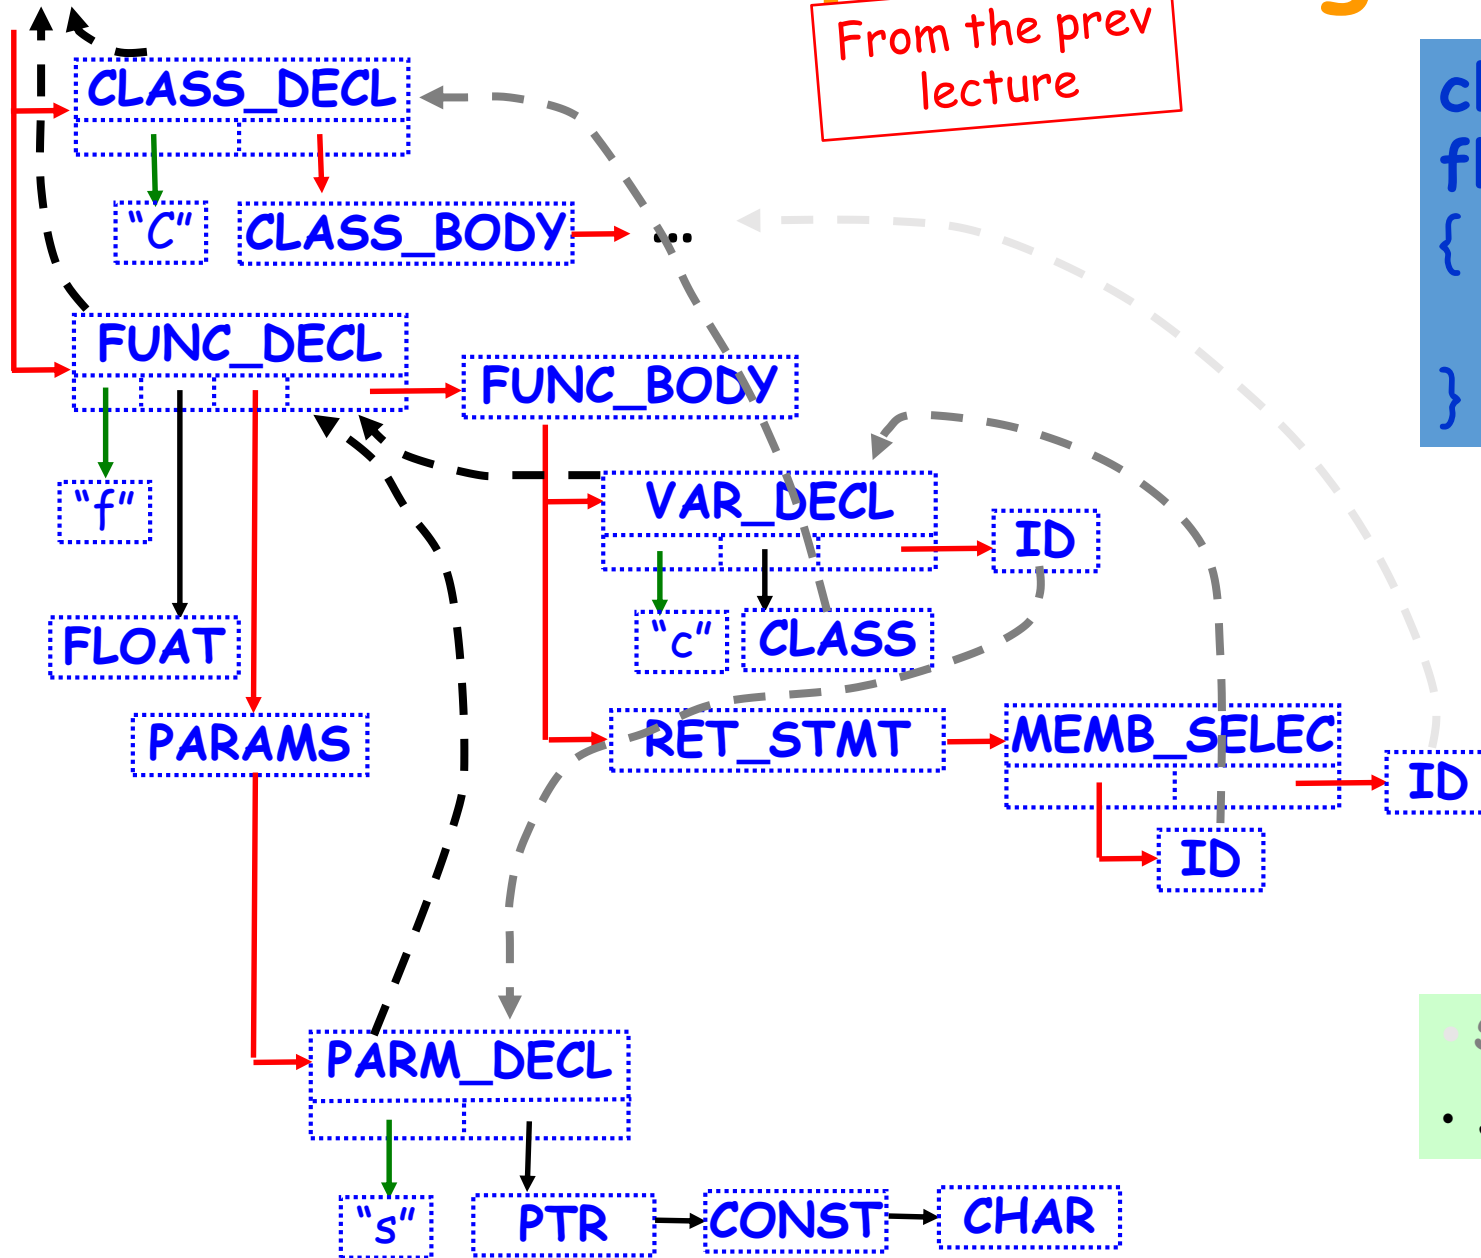 From the prev
lecture
CLASS_DECL
"C"
CLASS_BODY
...
FUNC_DECL
FUNC_BODY
"f"
VAR_DECL
ID
FLOAT
"c"
CLASS
PARAMS
RET_STMT
MEMB_SELEC
ID
ID
PARM_DECL
"s"
PTR
CONST
CHAR
{
}